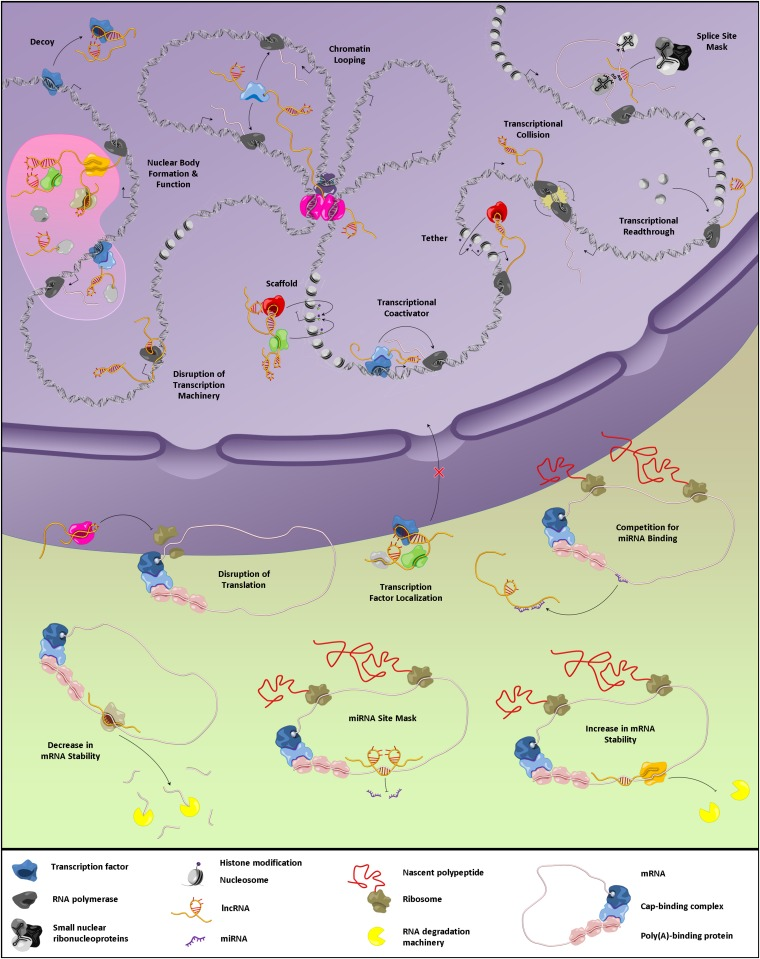 Decoy
Chromatin
Looping
Splice Site
Mask
Transcriptional
Collision
Nuclear Body
Formation &
Function
Transcriptional
Readthrough
Tether
Scaffold
Transcriptional
Coactivator
Disruption of
Transcription
Machinery
Competition for
miRNA Binding
Disruption of
Translation
Transcription
Factor Localization
miRNA Site Mask
Increase in mRNA
Stability
Decrease in
mRNA Stability
Transcription factor
RNA polymerase
Small nuclear
ribonucleoproteins
Histone modification
Nucleosome
lncRNA
miRNA
Nascent polypeptide
Ribosome
RNA degradation
machinery
mRNA
Cap-binding complex
Poly(A)-binding protein